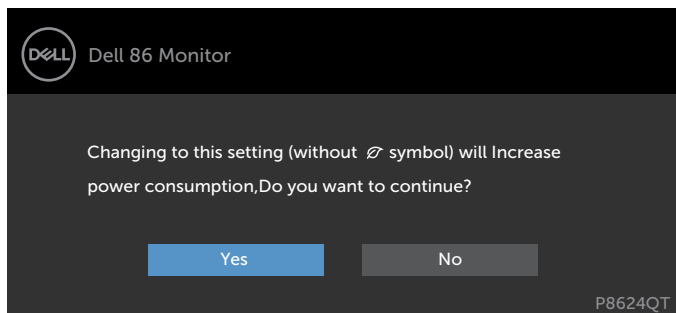 DELL Dell 86 Monitor
Changing to this setting (without symbol) will Increase
power consumption,Do you want to continue?
Yes No
P8624QT